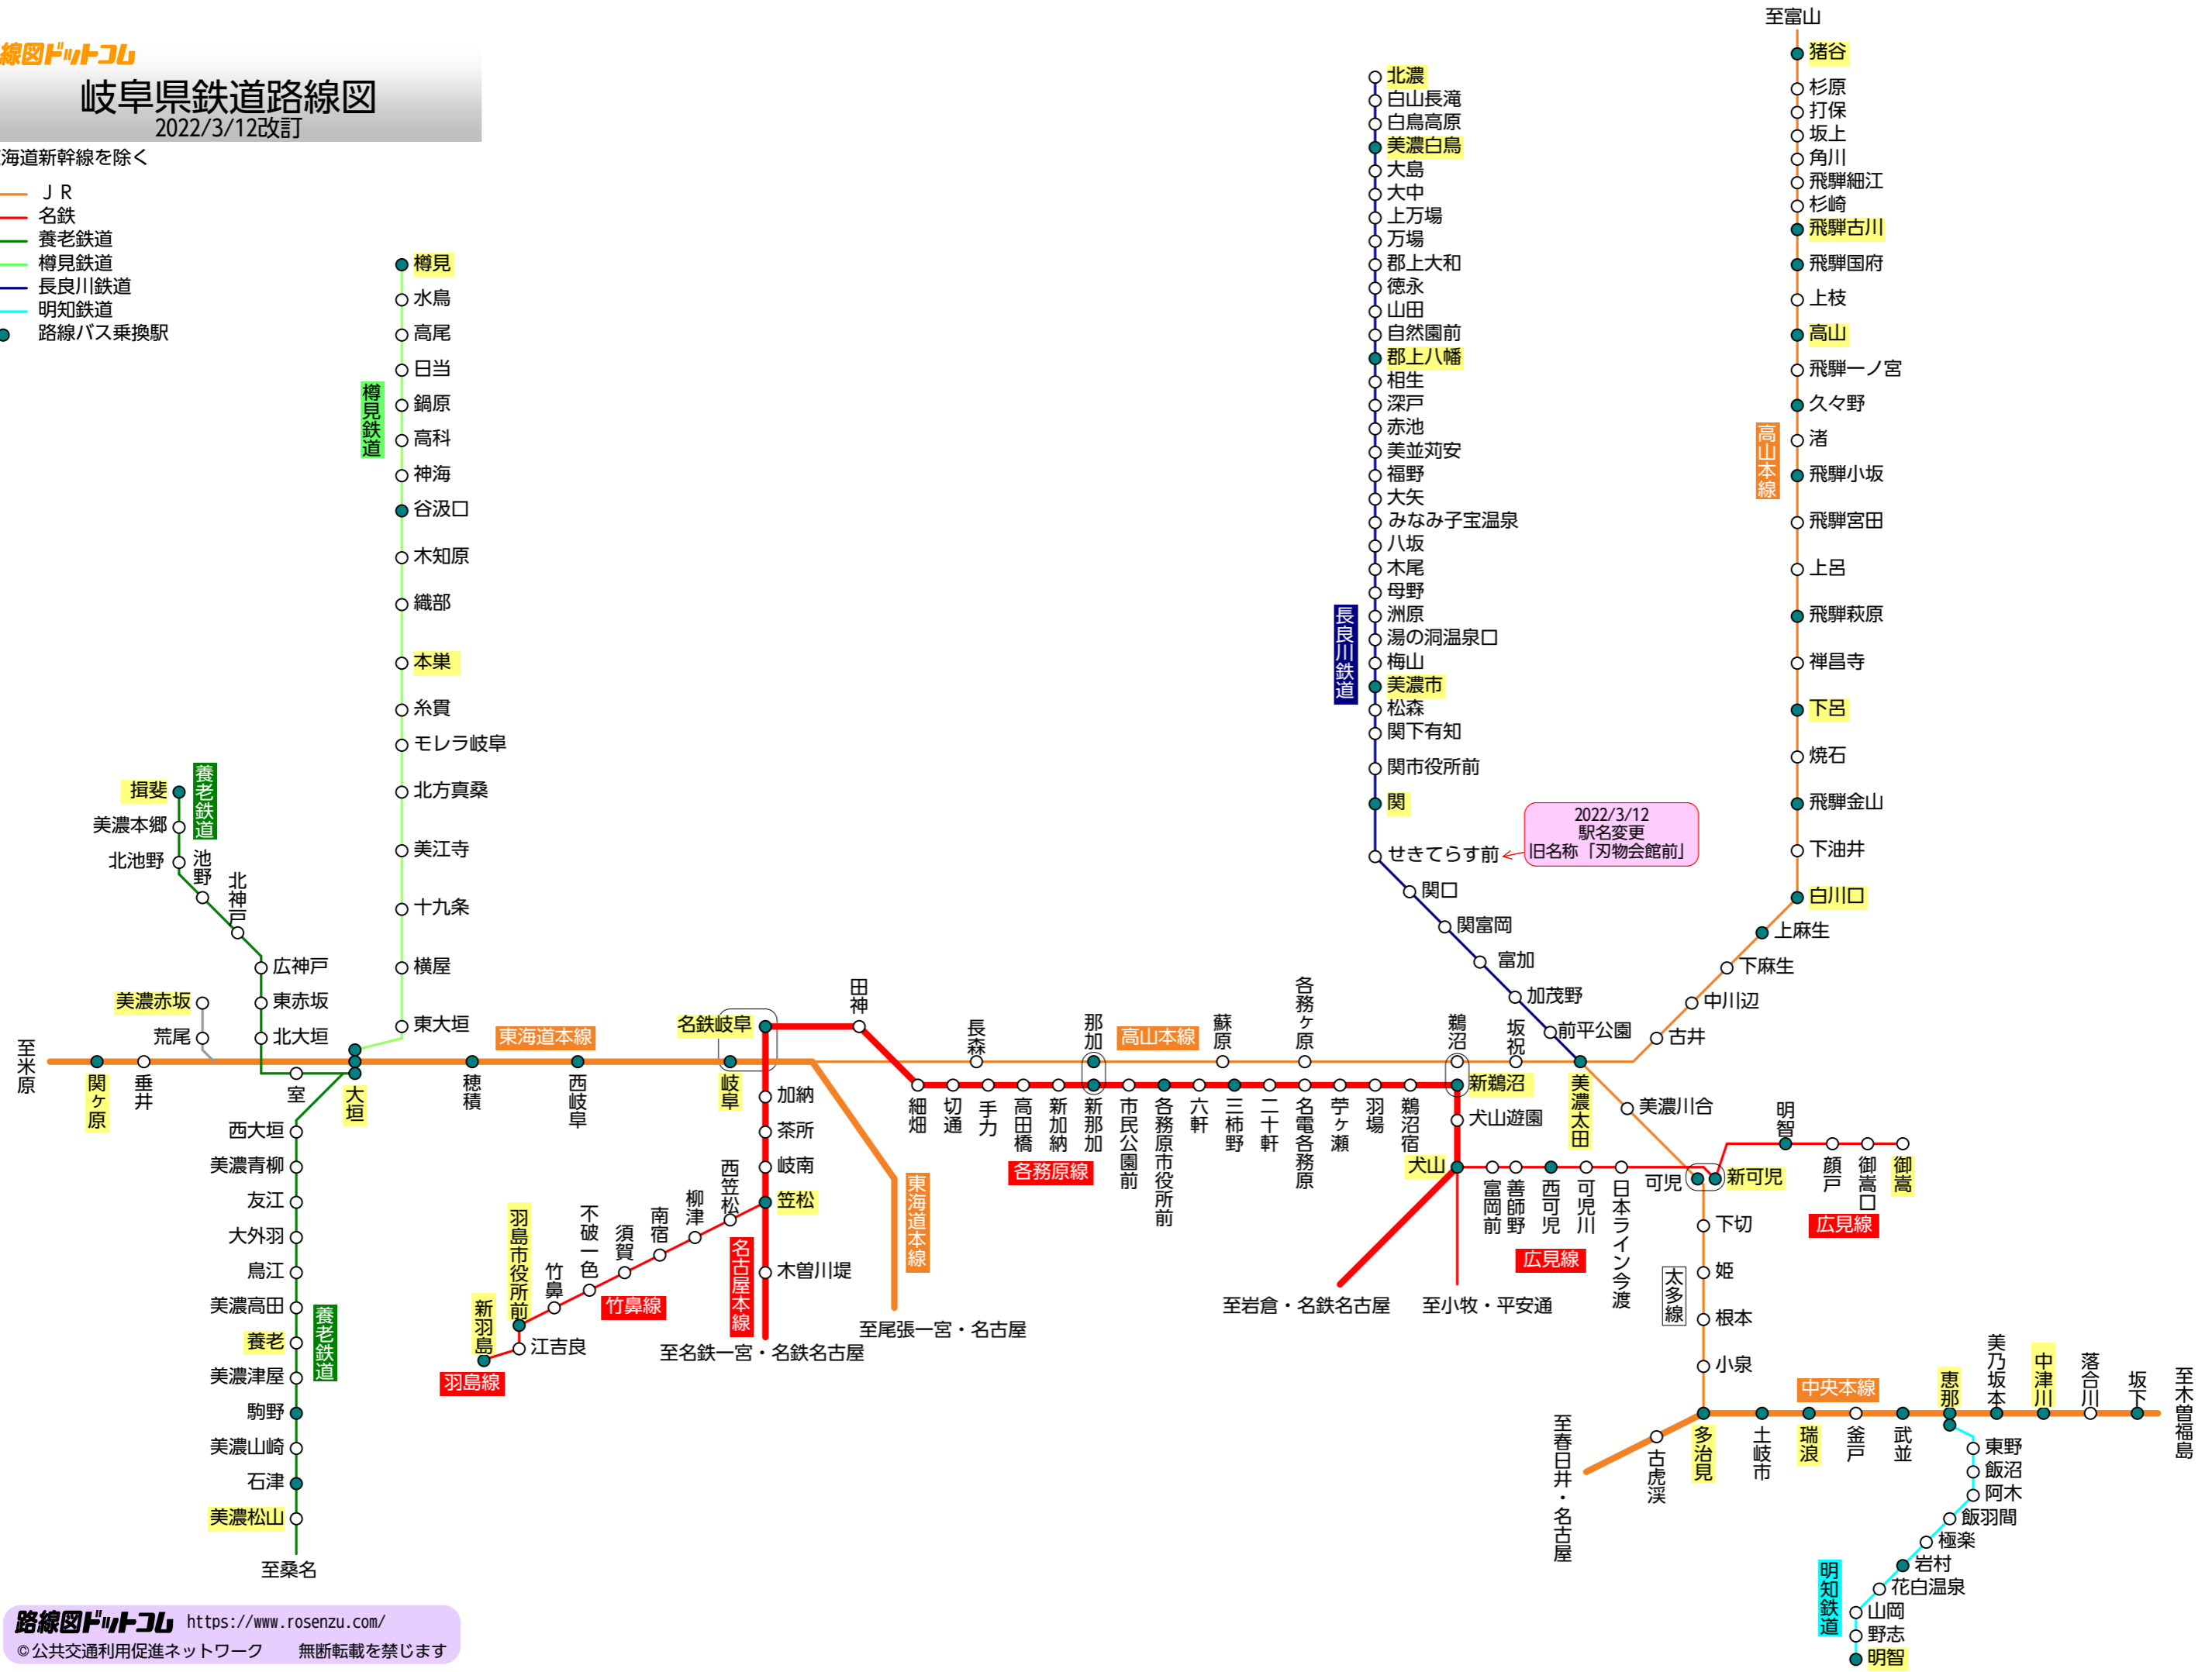 線図ドットコム
岐阜県鉄道路線図
2022/3/12改訂
海道新幹線を除く
ＪＲ
名鉄
養老鉄道
樽見鉄道
長良川鉄道
明知鉄道
路線バス乗換駅
樽見
水鳥
高尾
日当
鍋原
高科
神海
谷汲口
木知原
織部
本巣
糸貫
モレラ岐阜
北方真桑
美江寺
十九条
横屋
東大垣
樽見鉄道
揖斐
養老鉄道
美濃本郷
北池野
池野
北神戸
広神戸
東赤坂
北大垣
美濃赤坂
荒尾
至米原
関ヶ原
垂井
室
大垣
穂積
東海道本線
西岐阜
名鉄岐阜
岐阜
西大垣
美濃青柳
友江
大外羽
烏江
美濃高田
養老
美濃津屋
駒野
美濃山崎
石津
美濃松山
至桑名
養老鉄道
加納
茶所
岐南
笠松
木曽川堤
名古屋本線
至名鉄一宮・名鉄名古屋
西笠松
柳津
南宿
須賀
不破一色
竹鼻
羽島市役所前
江吉良
新羽島
竹鼻線
羽島線
東海道本線
至尾張一宮・名古屋
田神
細畑
切通
手力
高田橋
新加納
新那加
市民公園前
各務原市役所前
六軒
三柿野
二十軒
名電各務原
苧ヶ瀬
羽場
鵜沼宿
新鵜沼
各務原線
犬山遊園
犬山
至岩倉・名鉄名古屋
至小牧・平安通
長森
那加
高山本線
蘇原
各務ヶ原
鵜沼
坂祝
美濃太田
北濃
白山長滝
白鳥高原
美濃白鳥
大島
大中
上万場
万場
郡上大和
徳永
山田
自然園前
郡上八幡
相生
深戸
赤池
美並苅安
福野
大矢
みなみ子宝温泉
八坂
木尾
母野
洲原
湯の洞温泉口
梅山
美濃市
松森
関下有知
関市役所前
関
せきてらす前
関口
関富岡
富加
加茂野
前平公園
長良川鉄道
2022/3/12
駅名変更
旧名称「刃物会館前」
至富山
猪谷
杉原
打保
坂上
角川
飛騨細江
杉崎
飛騨古川
飛騨国府
上枝
高山
飛騨一ノ宮
久々野
渚
飛騨小坂
飛騨宮田
上呂
飛騨萩原
禅昌寺
下呂
焼石
飛騨金山
下油井
白川口
上麻生
下麻生
中川辺
古井
高山本線
美濃川合
可児
下切
姫
根本
小泉
太多線
富岡前
善師野
西可児
可児川
日本ライン今渡
新可児
広見線
明智
顔戸
御嵩口
御嵩
広見線
至春日井・名古屋
古虎渓
多治見
土岐市
瑞浪
釜戸
武並
恵那
美乃坂本
中津川
落合川
坂下
至木曽福島
中央本線
東野
飯沼
阿木
飯羽間
極楽
岩村
花白温泉
山岡
野志
明智
明知鉄道
路線図ドットコム https://www.rosenzu.com/
©公共交通利用促進ネットワーク 無断転載を禁じます